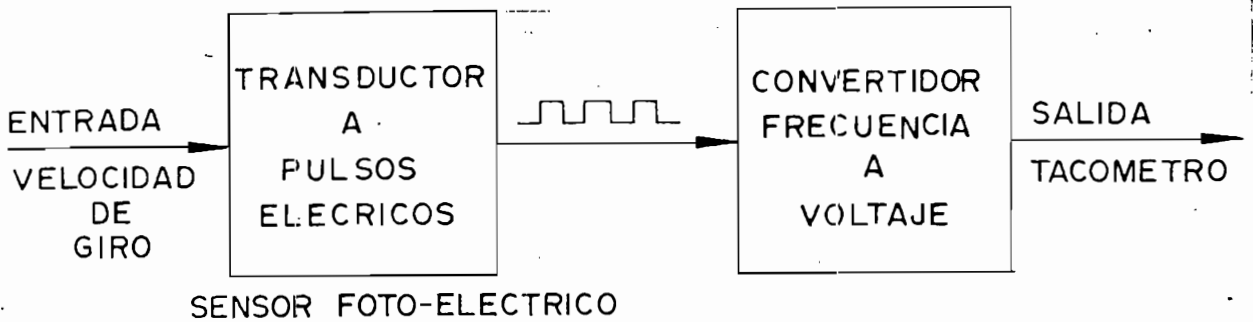 ENTRADA
VELOCIDAD
DE
GIRO
TRANSDUCTOR
A
PULSOS
ELECRICOS
SENSOR FOTO-ELECTRICO
CONVERTIDOR
FRECUENCIA
A
VOLTAJE
SALIDA
TACOMETRO